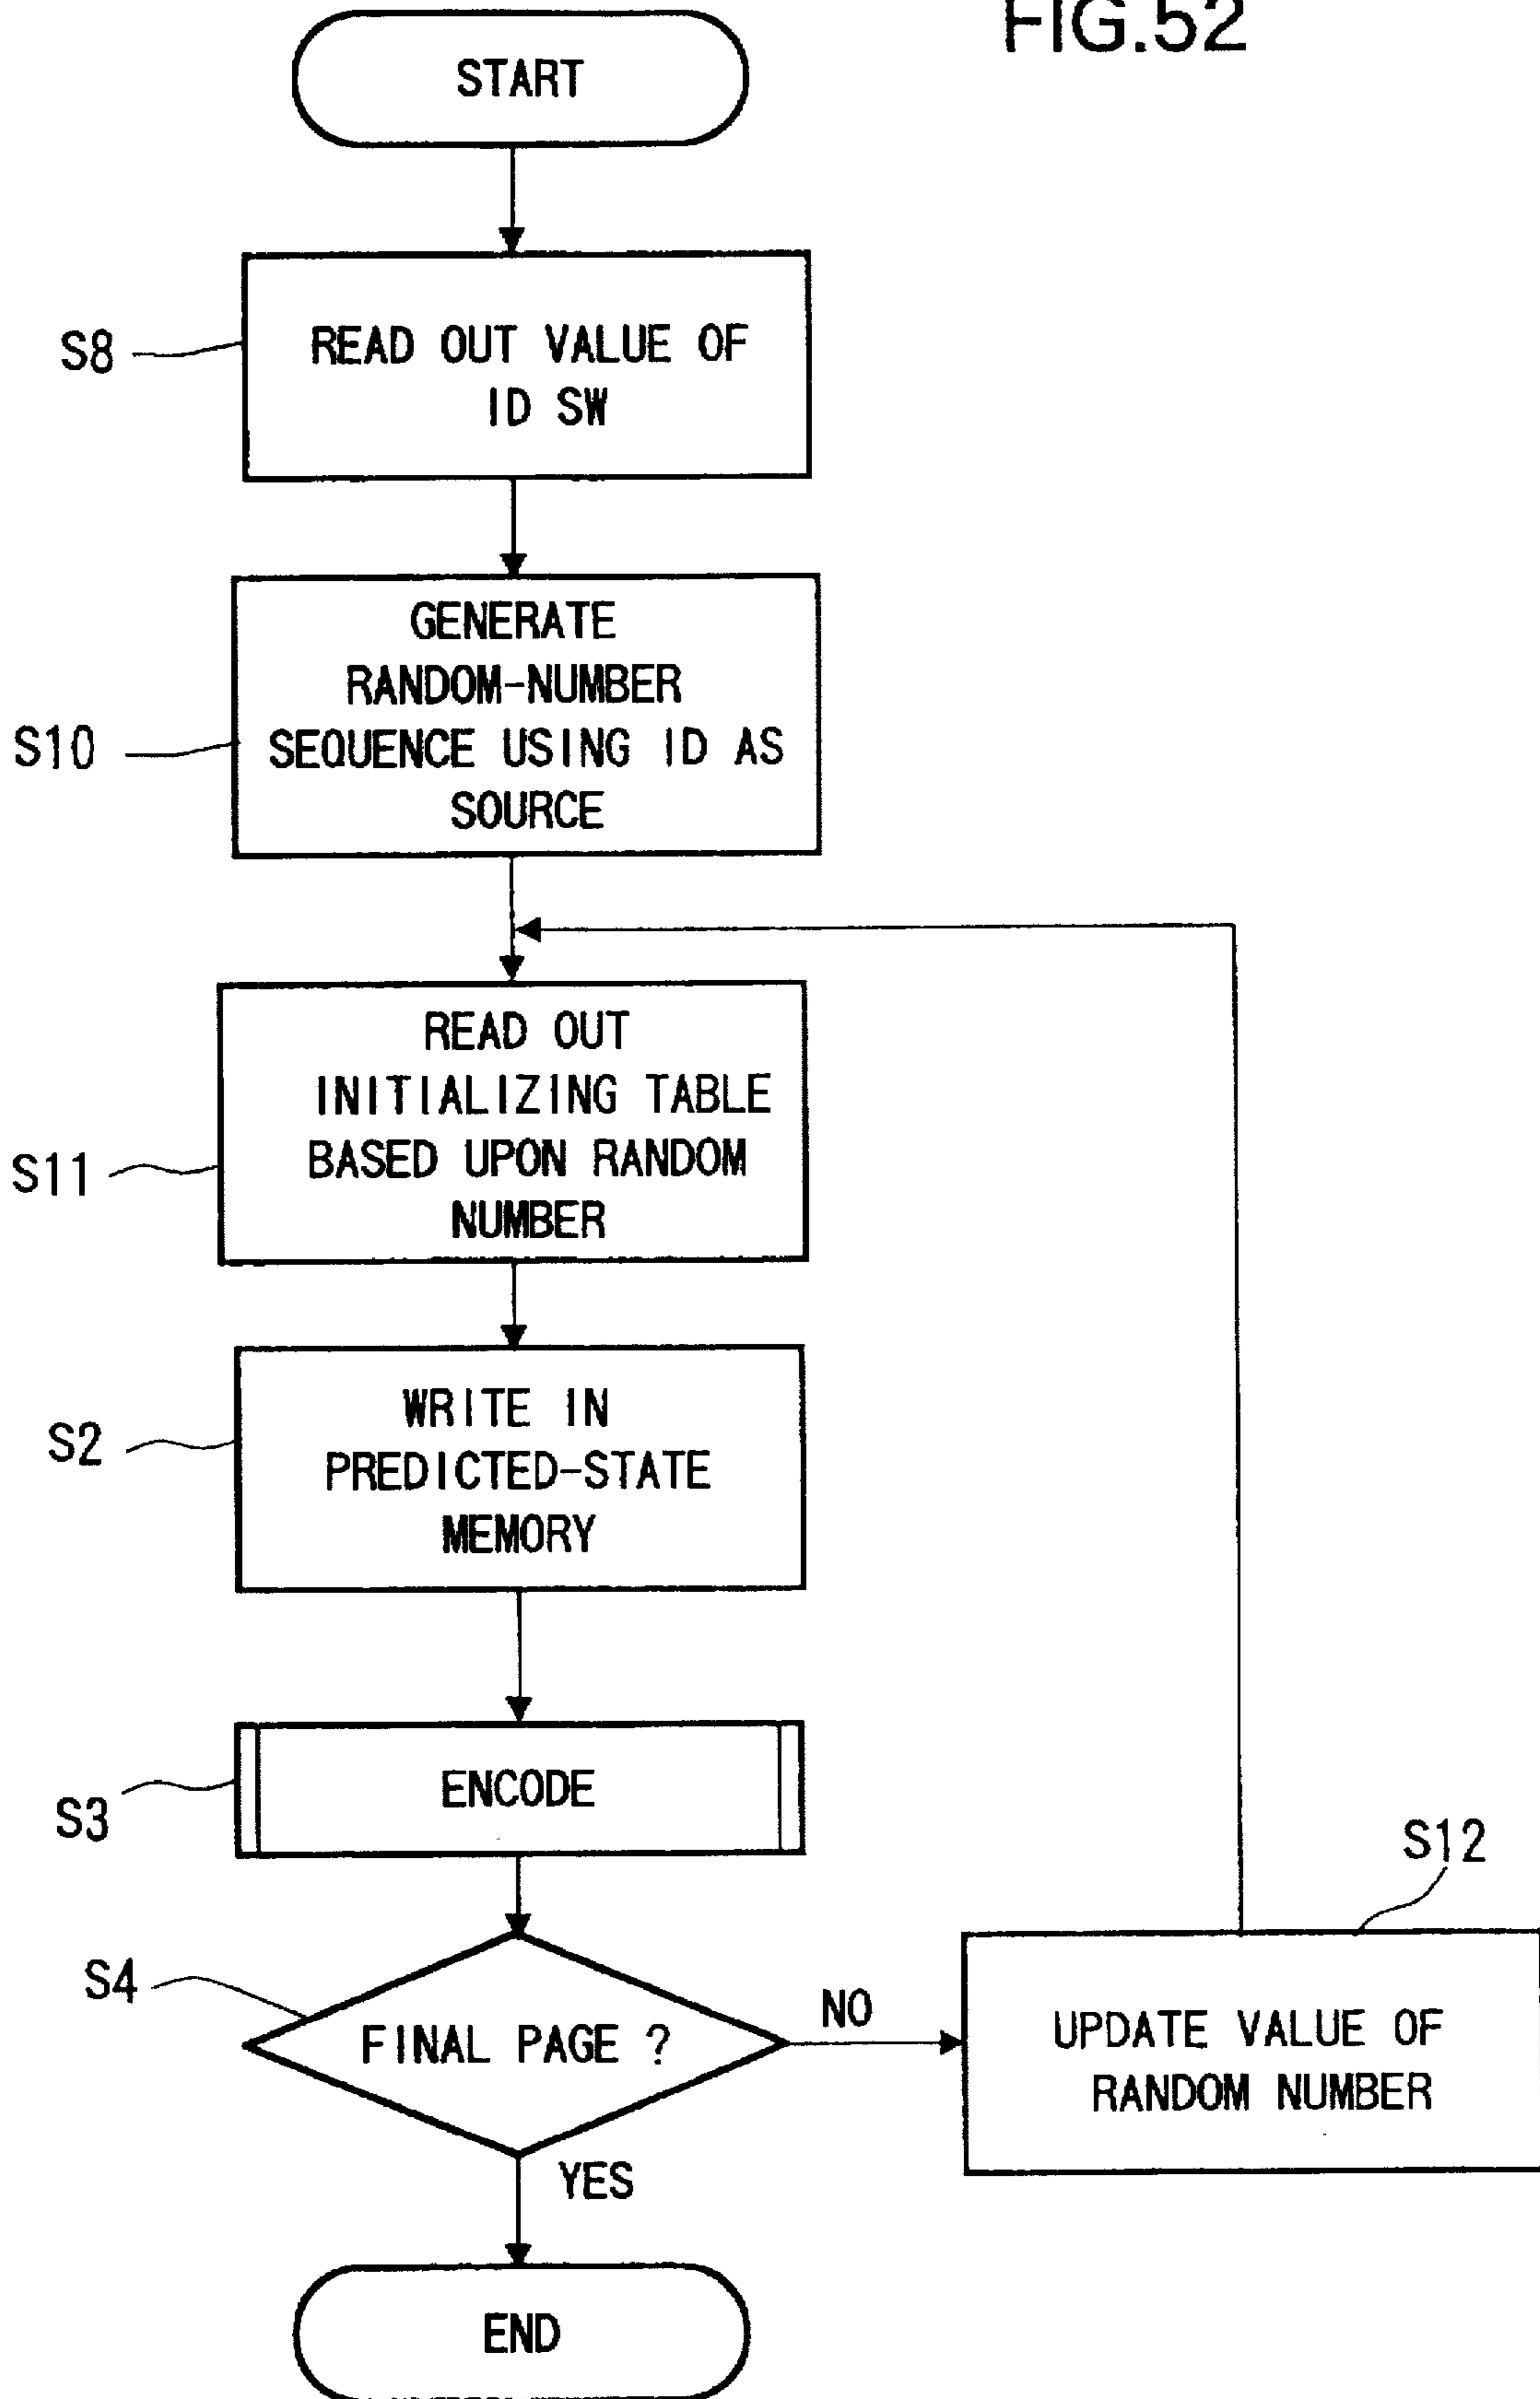 FIG.52
START
S8
READ OUT VALUE OF
ID SW
S10
GENERATE
RANDOM-NUMBER
SEQUENCE USING ID AS
SOURCE
S11
READ OUT
INITIALIZING TABLE
BASED UPON RANDOM
NUMBER
S2
WRITE IN
PREDICTED-STATE
MEMORY
S3
ENCODE
S4
FINAL PAGE ?
NO
S12
UPDATE VALUE OF
RANDOM NUMBER
YES
END